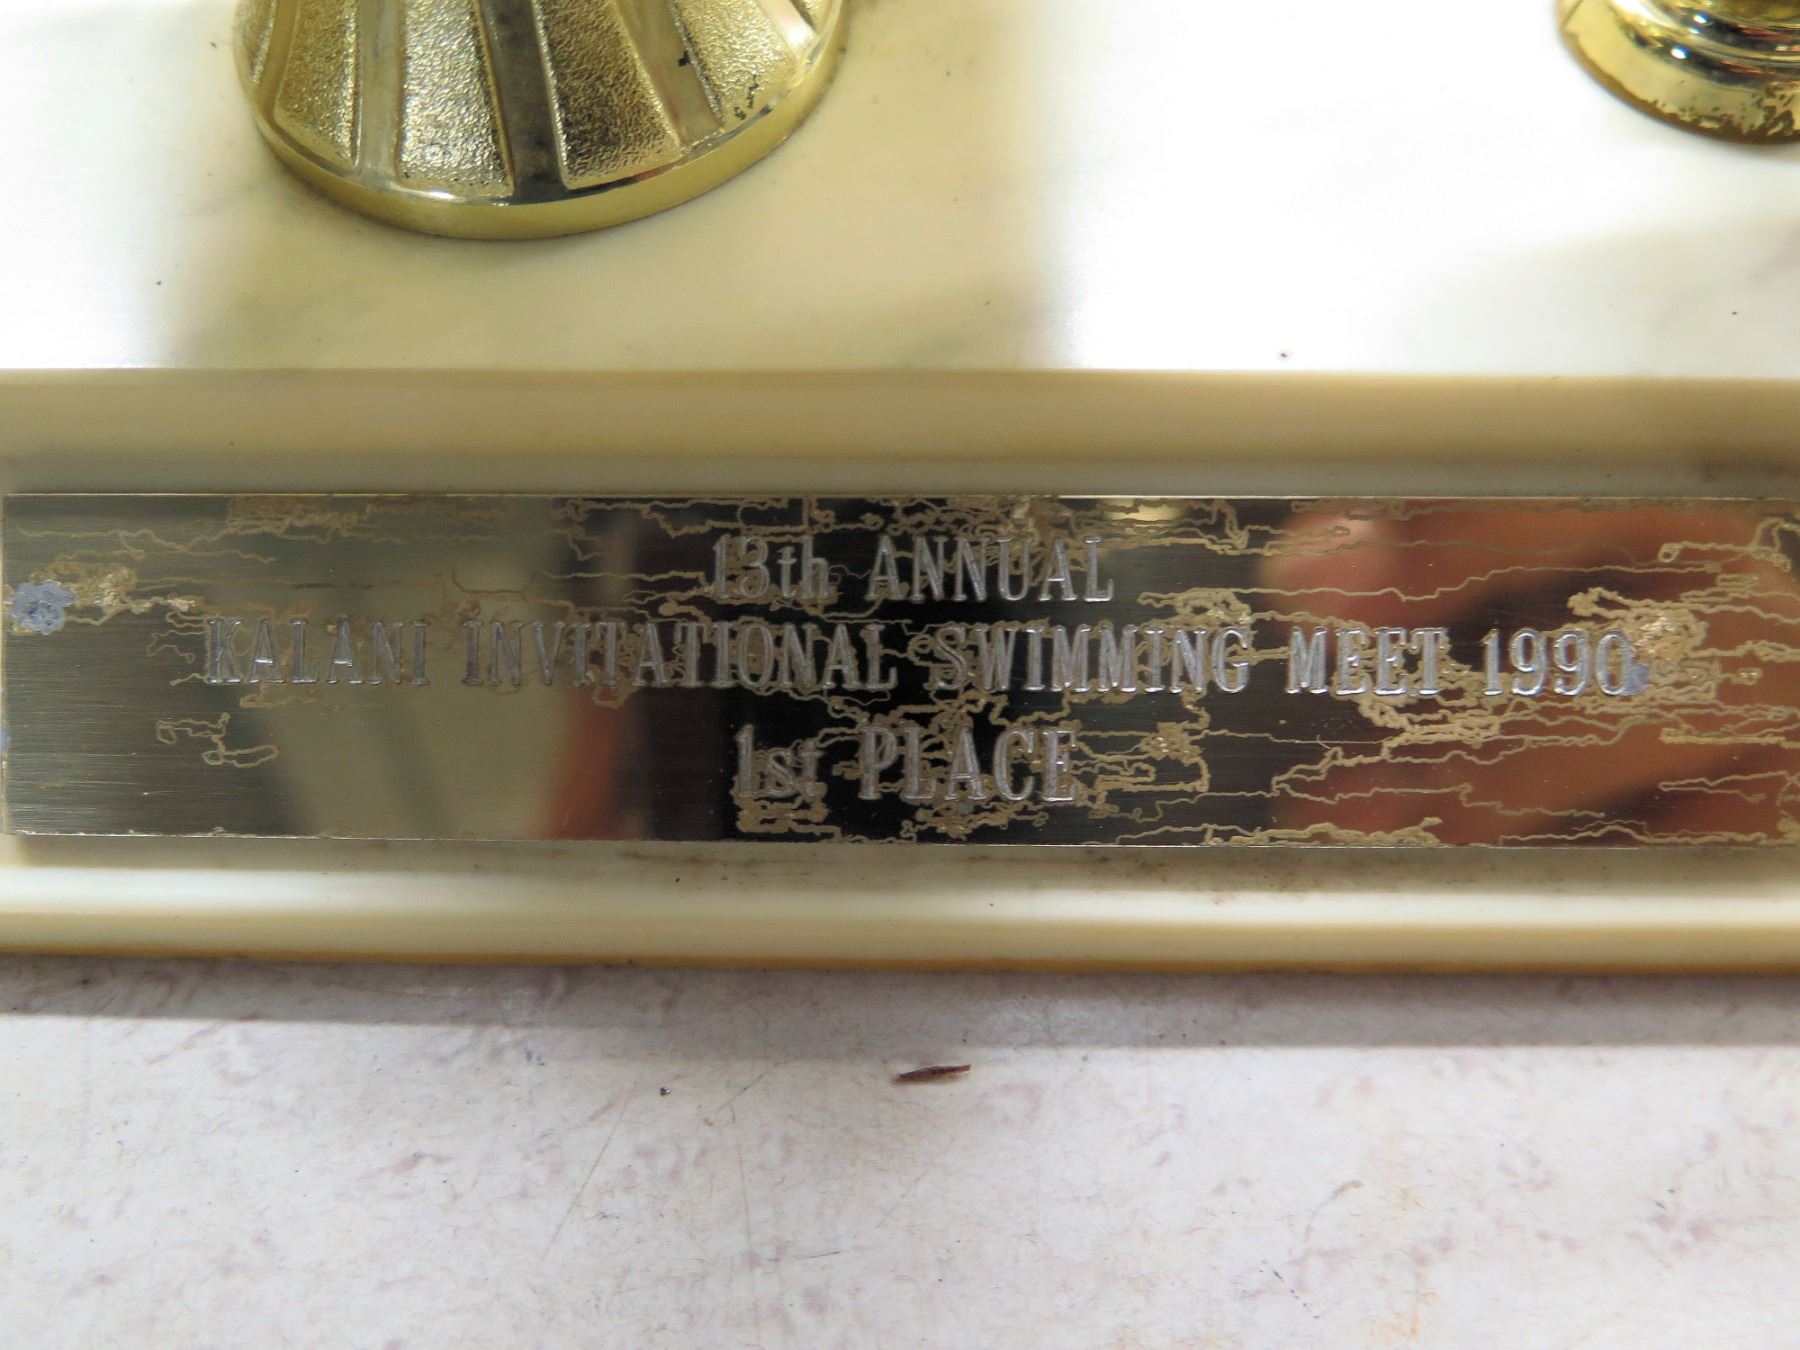 13th ANNUAL
KALANI INVITATIONAL SWIMMING MEET 1990
1st PLACE